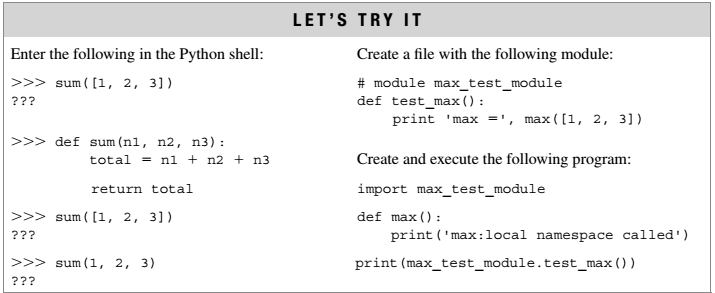 LET'S TRY IT
Enter the following in the Python shell:
>>> sum([1, 2, 3])
???
>>> def sum(n1, n2, n3):
total = n1 + n2 + n3
return total
>>> sum([1, 2, 3])
???
>>> sum(1, 2, 3)
???
Create a file with the following module:
# module max_test_module
def test_max():
print 'max =', max([1, 2, 3])
Create and execute the following program:
import max_test_module
def max():
print('max:local namespace called')
print(max_test_module.test_max())